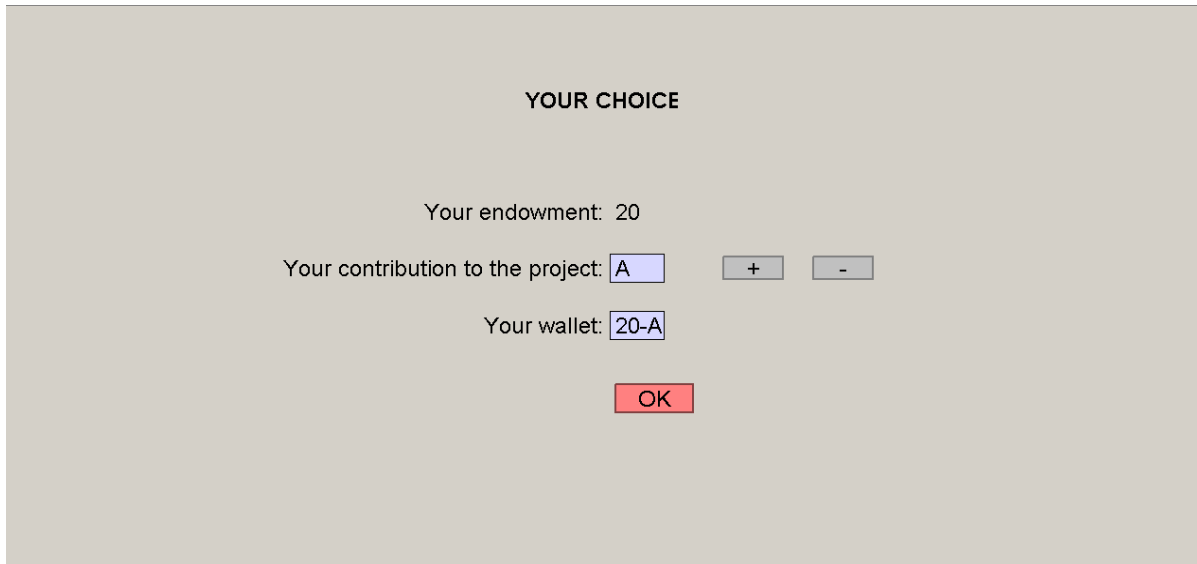 YOUR CHOICE
Your endowment: 20
Your contribution to the project: A + -
Your wallet: 20-A
OK